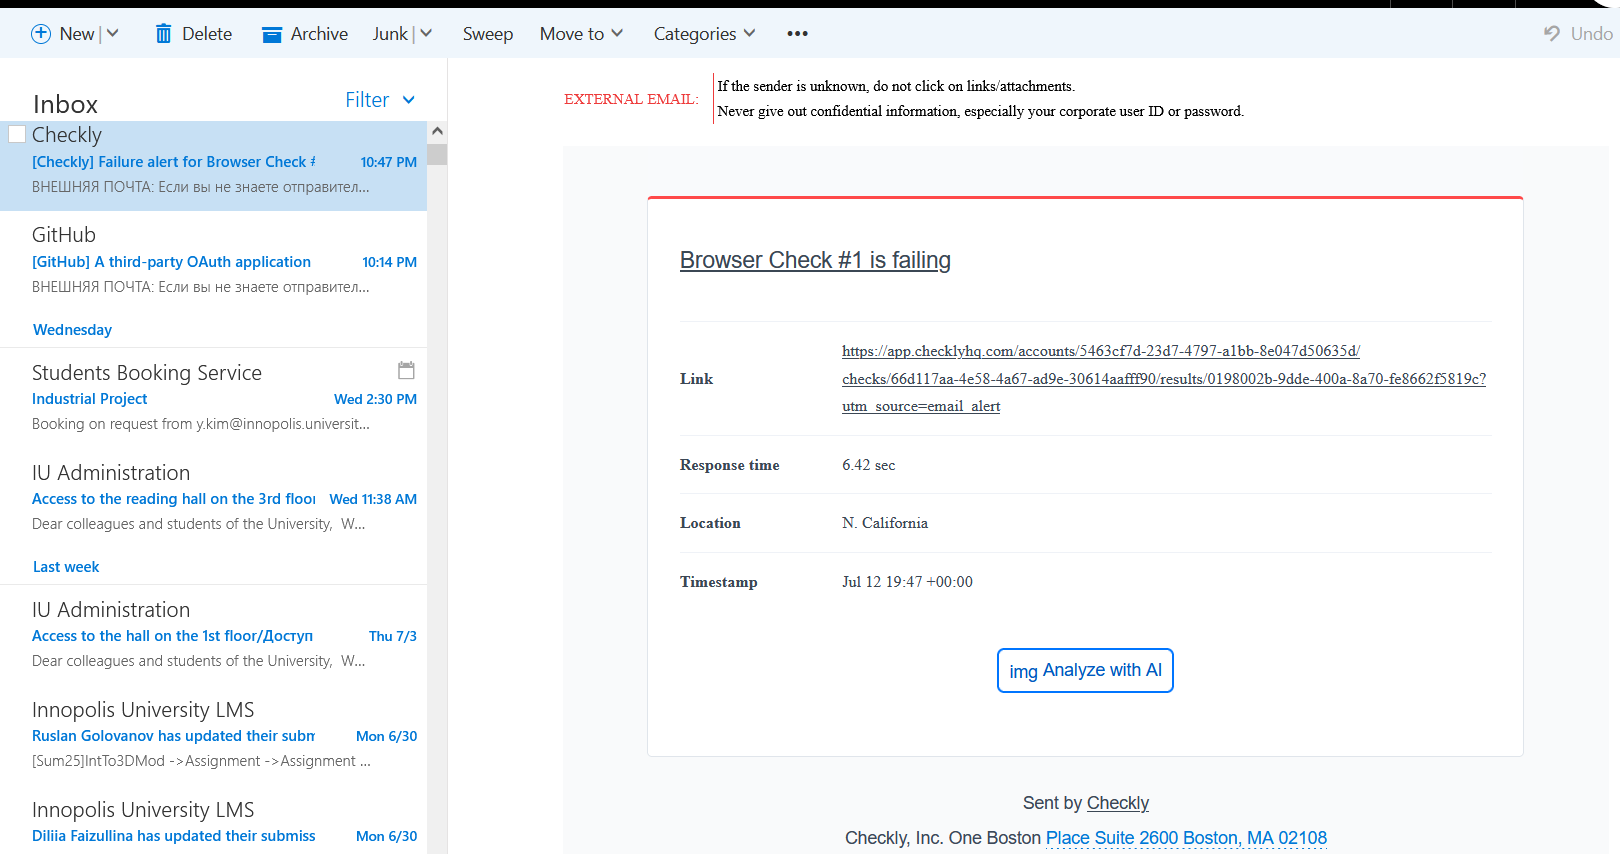 New
Delete
Archive
Junk
Sweep
Move to
Categories
Undo
Inbox
Filter
Checkly
[Checkly] Failure alert for Browser Check #
10:47 PM
ВНЕШНЯЯ ПОЧТА: Если вы не знаете отправител...
GitHub
[GitHub] A third-party OAuth application
10:14 PM
ВНЕШНЯЯ ПОЧТА: Если вы не знаете отправител...
Wednesday
Students Booking Service
Industrial Project
Wed 2:30 PM
Booking on request from y.kim@innopolis.universit...
IU Administration
Access to the reading hall on the 3rd floor
Wed 11:38 AM
Dear colleagues and students of the University, W...
Last week
IU Administration
Access to the hall on the 1st floor/Доступ
Thu 7/3
Dear colleagues and students of the University, W...
Innopolis University LMS
Ruslan Golovanov has updated their subm
Mon 6/30
[Sum25]IntTo3DMod ->Assignment ->Assignment ...
Innopolis University LMS
Diliia Faizullina has updated their submiss
Mon 6/30
EXTERNAL EMAIL:
If the sender is unknown, do not click on links/attachments.
Never give out confidential information, especially your corporate user ID or password.
Browser Check #1 is failing
Link
https://app.checklyhq.com/accounts/5463cf7d-23d7-4797-a1bb-8e047d50635d/
checks/66d117aa-4e58-4a67-ad9e-30614aafff90/results/0198002b-9dde-400a-8a70-fe8662f5819c?
utm_source=email_alert
Response time
6.42 sec
Location
N. California
Timestamp
Jul 12 19:47 +00:00
img Analyze with AI
Sent by Checkly
Checkly, Inc. One Boston Place Suite 2600 Boston, MA 02108